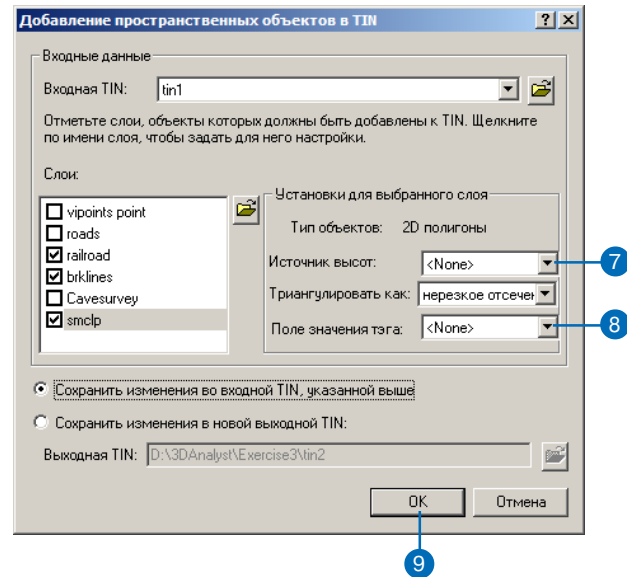 Добавление пространственных объектов в TIN
Входные данные
Входная TIN: tin1
Отметьте слои, объекты которых должны быть добавлены к TIN. Щелкните
по имени слоя, чтобы задать для него настройки.
Слои:
vipoints point
roads
railroad
brklines
Cavesurvey
smclp
Установки для выбранного слоя
Тип объектов: 2D полигоны
Источник высот: <None>
7
Триангулировать как: нерезкое отсечен
Поле значения тэга: <None>
8
Сохранить изменения во входной TIN, указанной выше
Сохранить изменения в новой выходной TIN:
Выходная TIN: D:\3DAnalyst\Exercise3\tin2
OK
Отмена
9